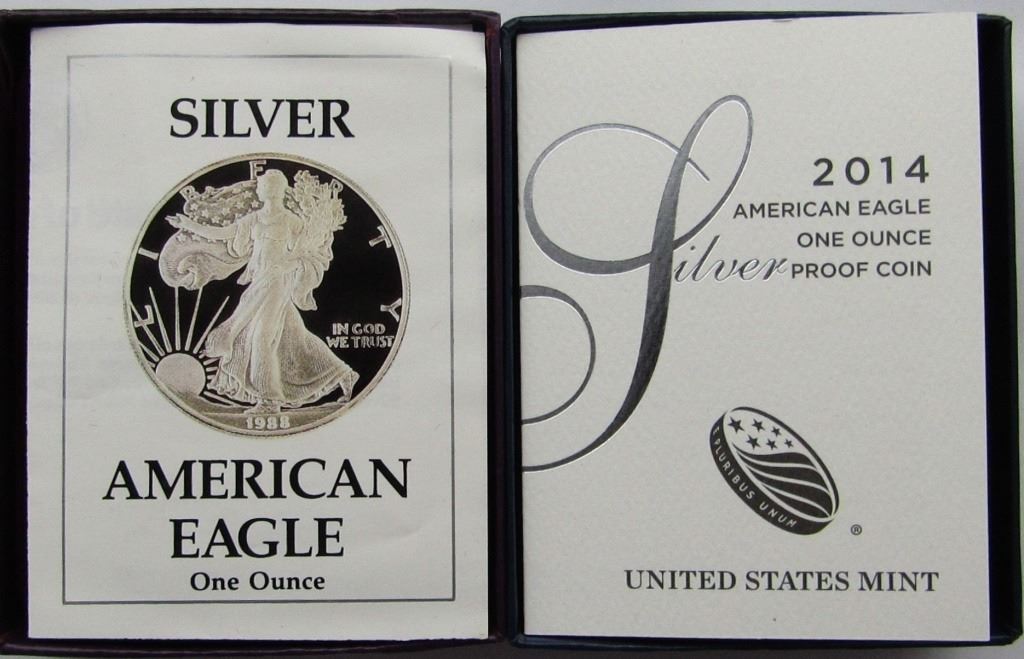 SILVER
LIBERTY
IN GOD
WE TRUST
1988
AMERICAN
EAGLE
One Ounce
2014
AMERICAN EAGLE
ONE OUNCE
Silver PROOF COIN
E PLURIBUS UNUM
®
UNITED STATES MINT